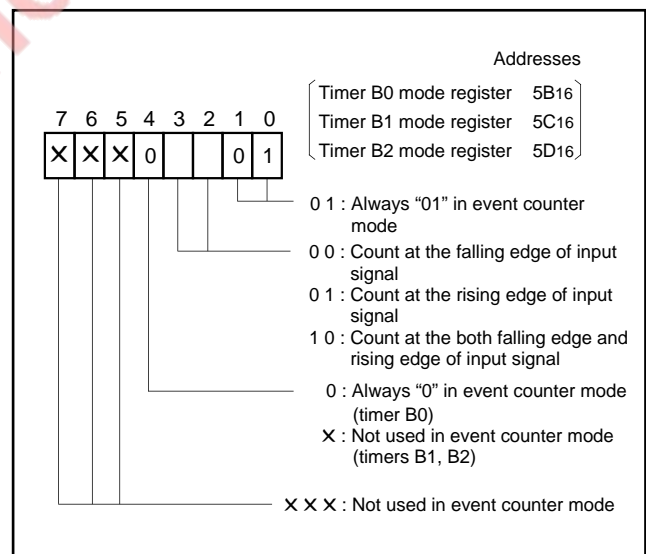 Addresses
Timer B0 mode register 5B16
Timer B1 mode register 5C16
Timer B2 mode register 5D16
7 6 5 4 3 2 1 0
✕ ✕ ✕ 0 0 1
0 1 : Always “01” in event counter
mode
0 0 : Count at the falling edge of input
signal
0 1 : Count at the rising edge of input
signal
1 0 : Count at the both falling edge and
rising edge of input signal
0 : Always “0” in event counter mode
(timer B0)
✕ : Not used in event counter mode
(timers B1, B2)
✕ ✕ ✕ : Not used in event counter mode